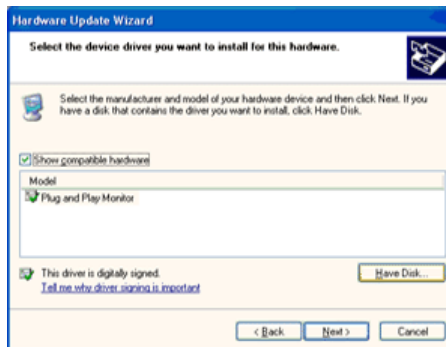 Hardware Update Wizard
Select the device driver you want to install for this hardware.
Select the manufacturer and model of your hardware device and then click Next. If you
have a disk that contains the driver you want to install, click Have Disk.
Show compatible hardware
Model
Plug and Play Monitor
This driver is digitally signed.
Have Disk...
Tell me why driver signing is important
< Back
Next >
Cancel